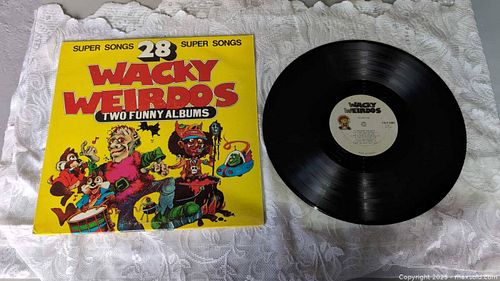 SUPER SONGS 28 SUPER SONGS
WACKY
WEIRDOS
TWO FUNNY ALBUMS
WACKY
WEIRDOS
Copyright 2025 - maxsold.com